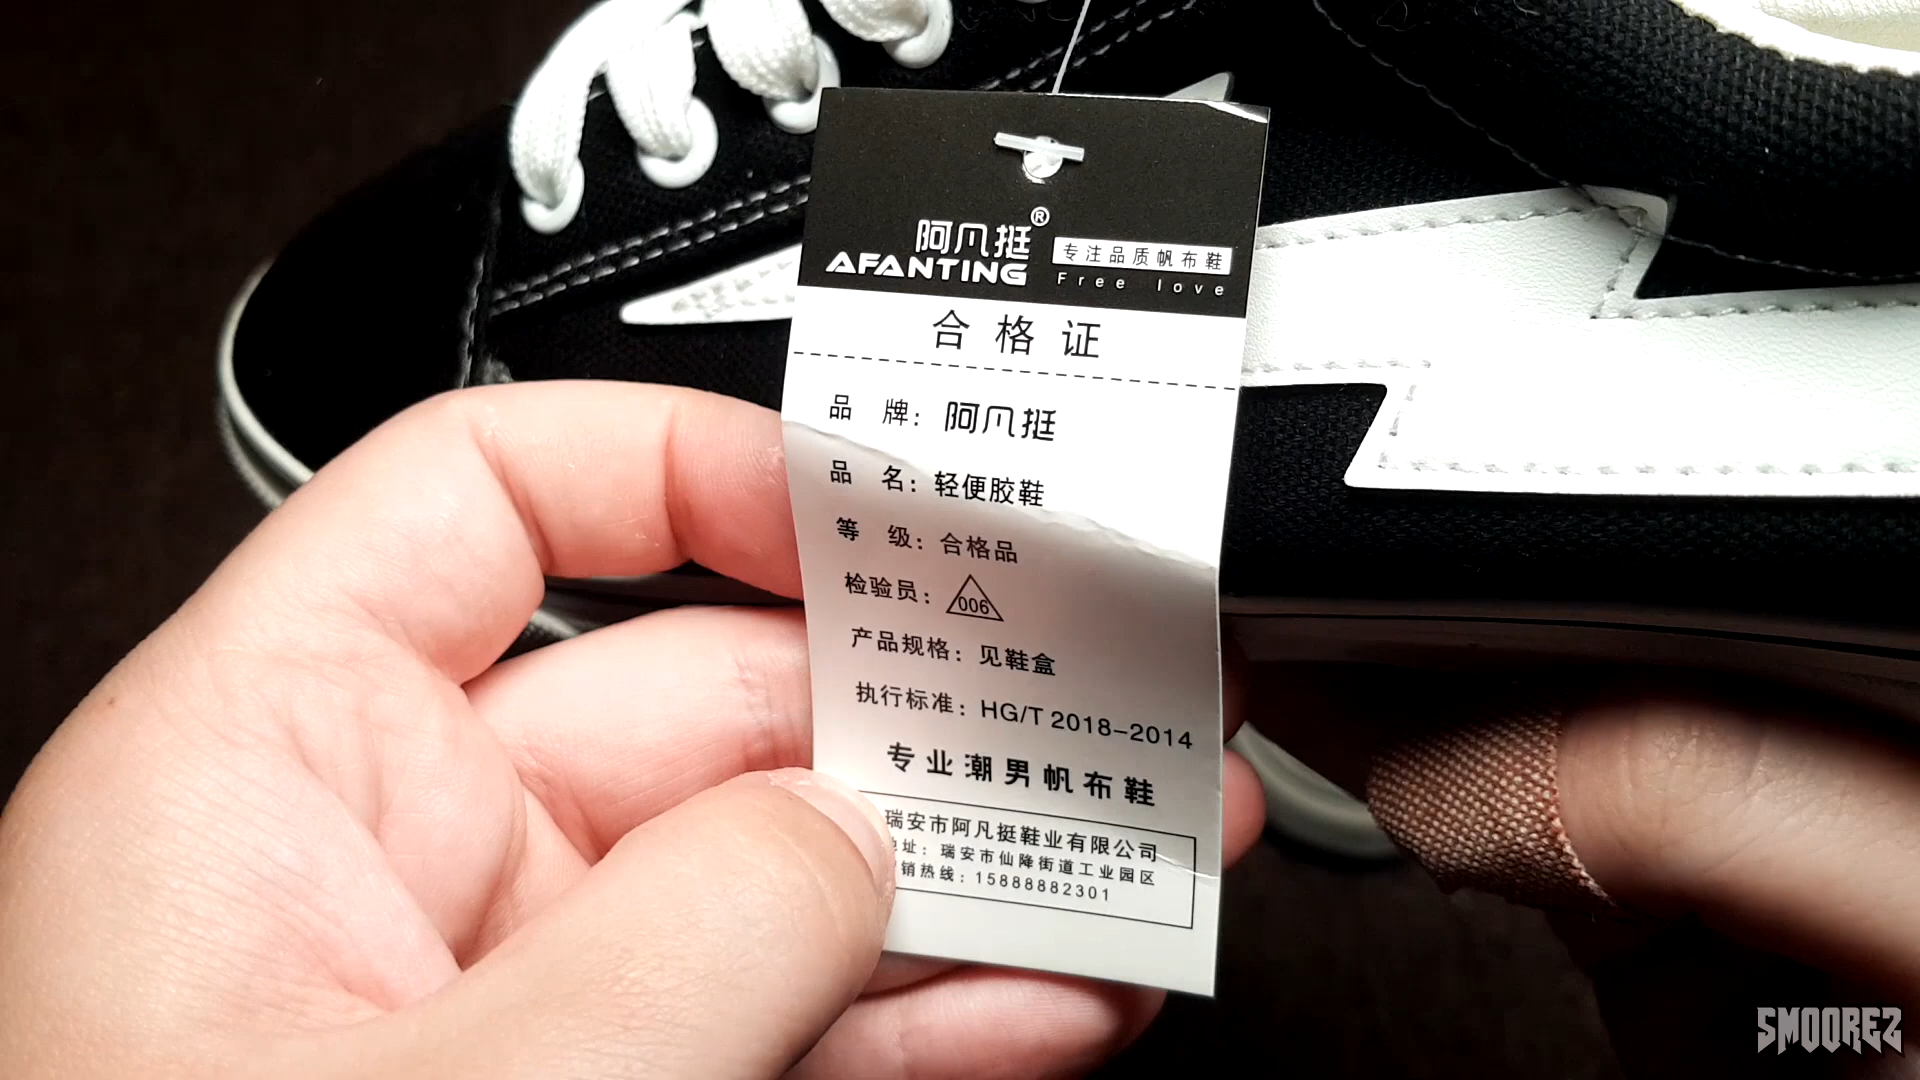 阿凡挺®
AFANTING
专注品质帆布鞋
Free love
合格证
品 牌：阿凡挺
品 名：轻便胶鞋
等 级：合格品
检验员：006
产品规格：见鞋盒
执行标准：HG/T 2018-2014
专业潮男帆布鞋
瑞安市阿凡挺鞋业有限公司
址：瑞安市仙降街道工业园区
销热线：15888882301
SMOQREZ